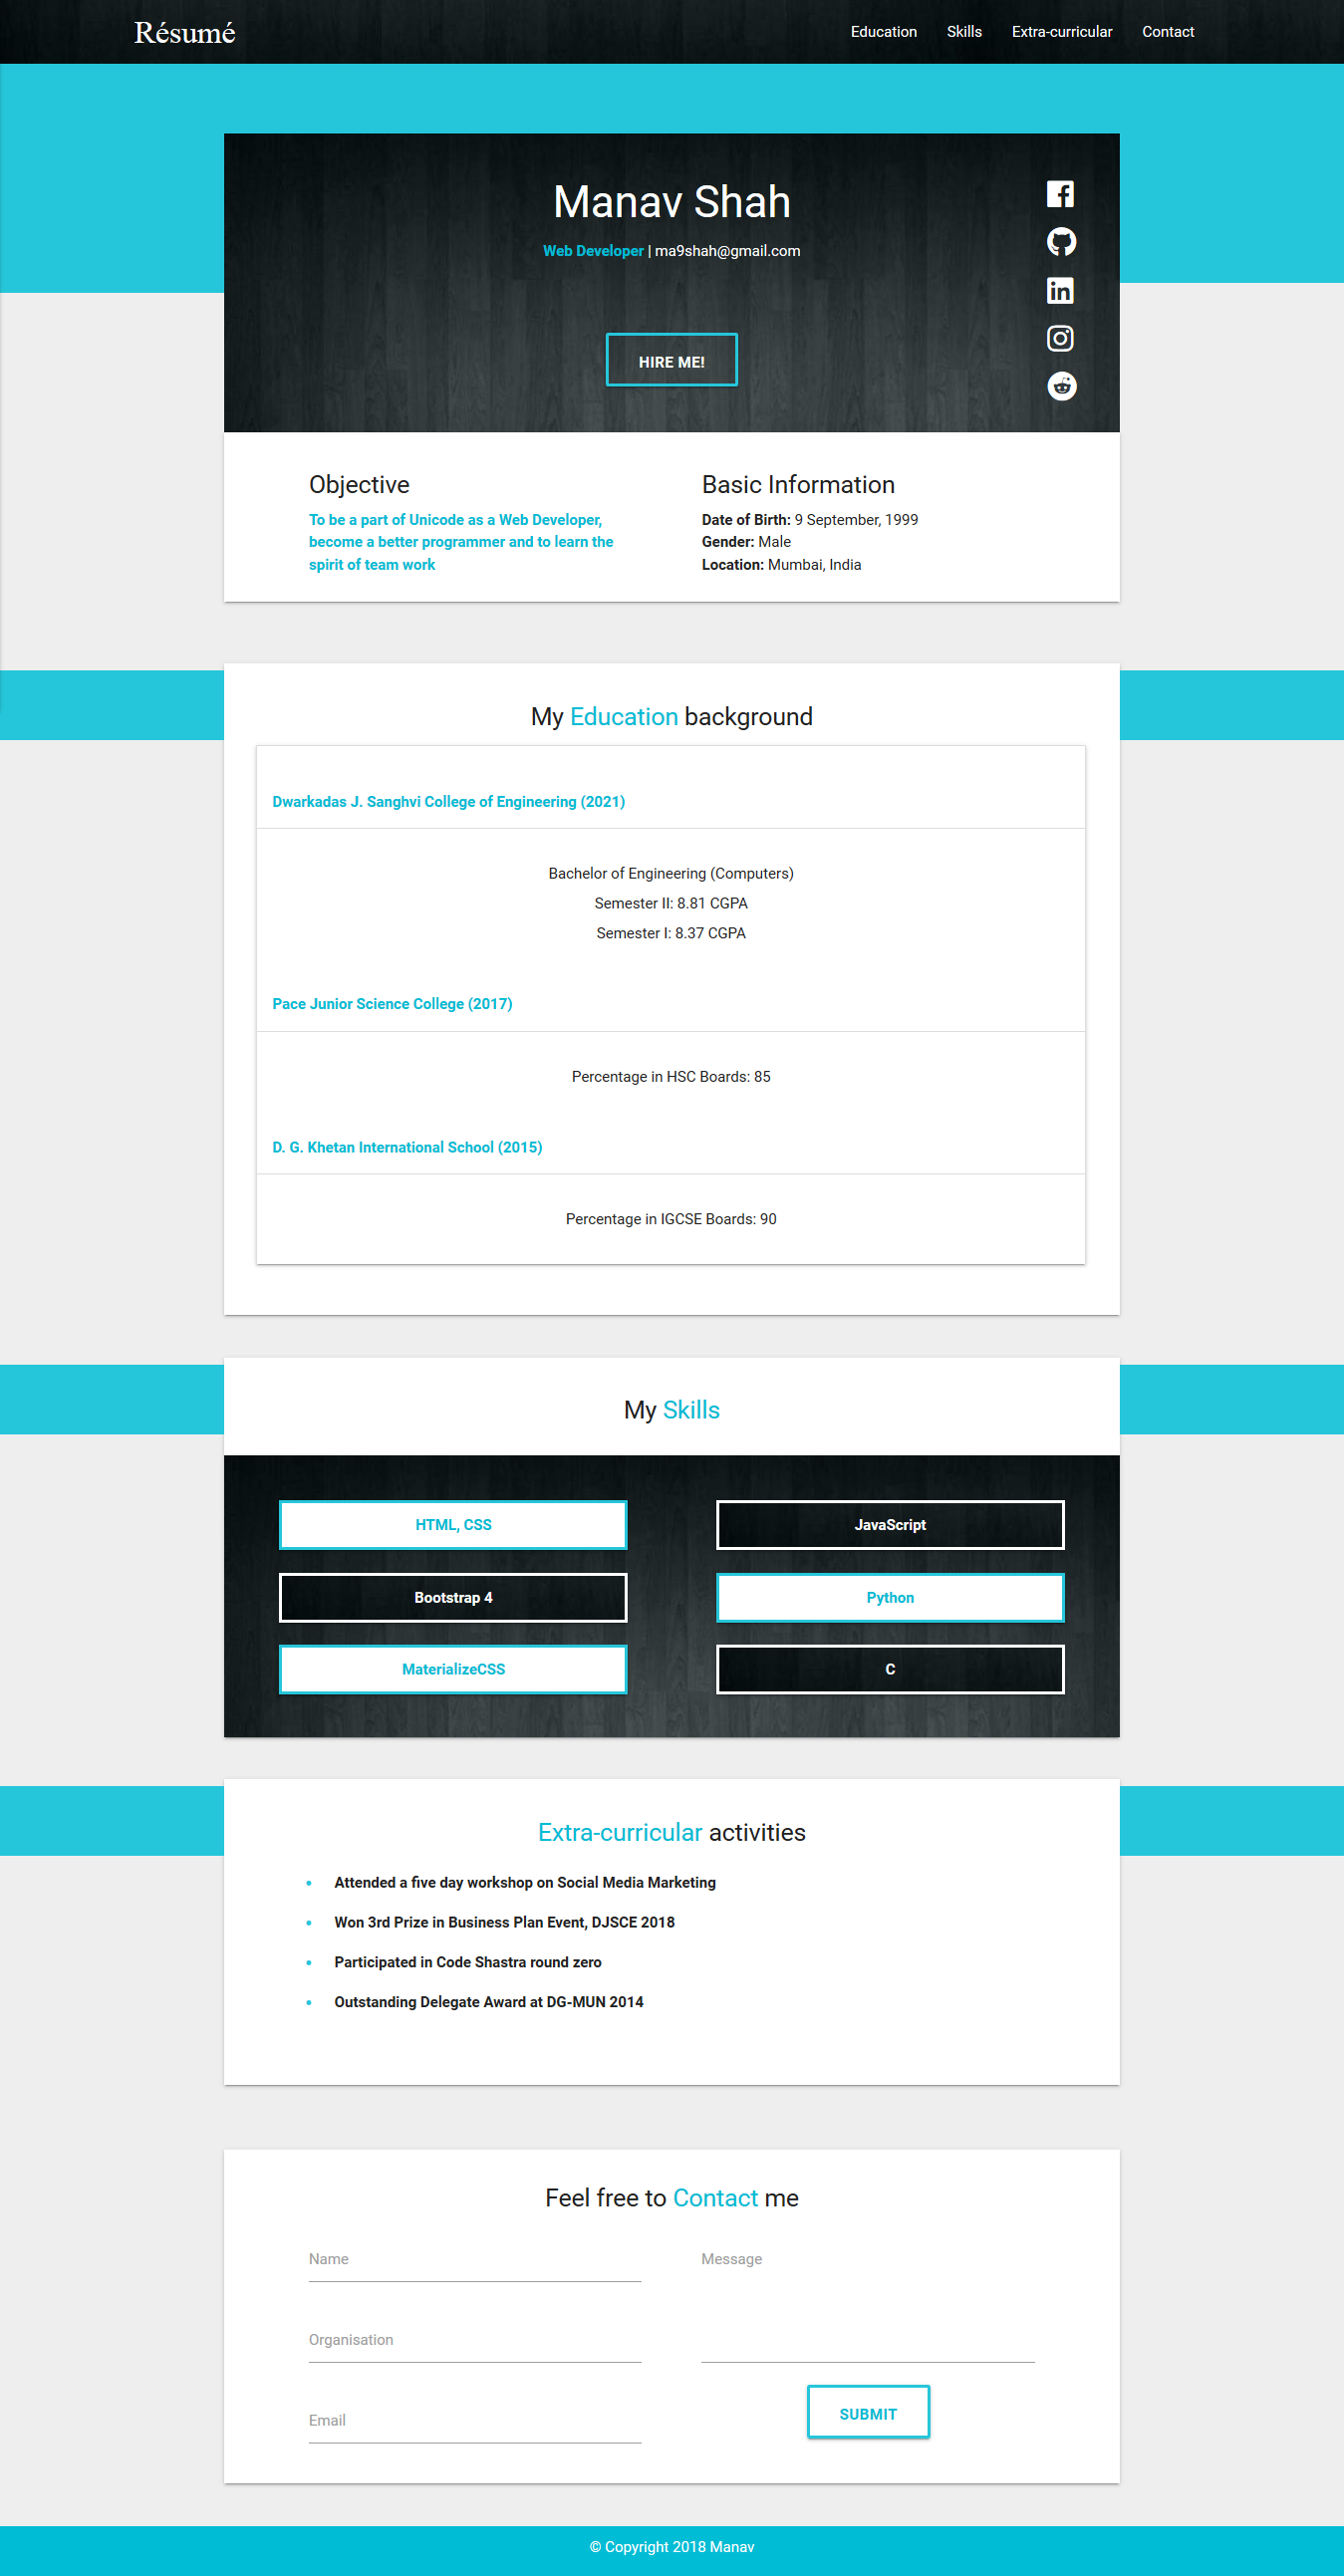 Résumé
Education Skills Extra-curricular Contact
Manav Shah
Web Developer | ma9shah@gmail.com
HIRE ME!
Objective
To be a part of Unicode as a Web Developer,
become a better programmer and to learn the
spirit of team work
Basic Information
Date of Birth: 9 September, 1999
Gender: Male
Location: Mumbai, India
My Education background
Dwarkadas J. Sanghvi College of Engineering (2021)
Bachelor of Engineering (Computers)
Semester II: 8.81 CGPA
Semester I: 8.37 CGPA
Pace Junior Science College (2017)
Percentage in HSC Boards: 85
D. G. Khetan International School (2015)
Percentage in IGCSE Boards: 90
My Skills
HTML, CSS
JavaScript
Bootstrap 4
Python
MaterializeCSS
C
Extra-curricular activities
• Attended a five day workshop on Social Media Marketing
• Won 3rd Prize in Business Plan Event, DJSCE 2018
• Participated in Code Shastra round zero
• Outstanding Delegate Award at DG-MUN 2014
Feel free to Contact me
Name
Message
Organisation
Email
SUBMIT
© Copyright 2018 Manav